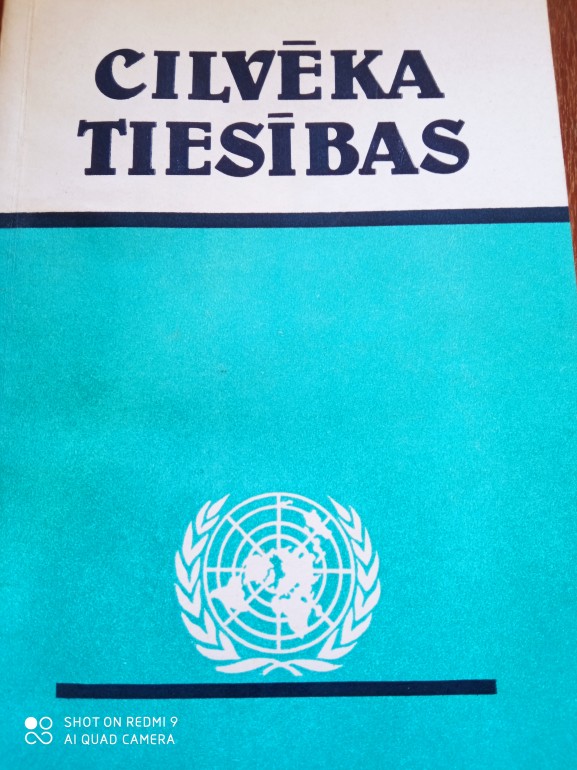 CILVĒKA
TIESĪBAS
SHOT ON REDMI 9
AI QUAD CAMERA